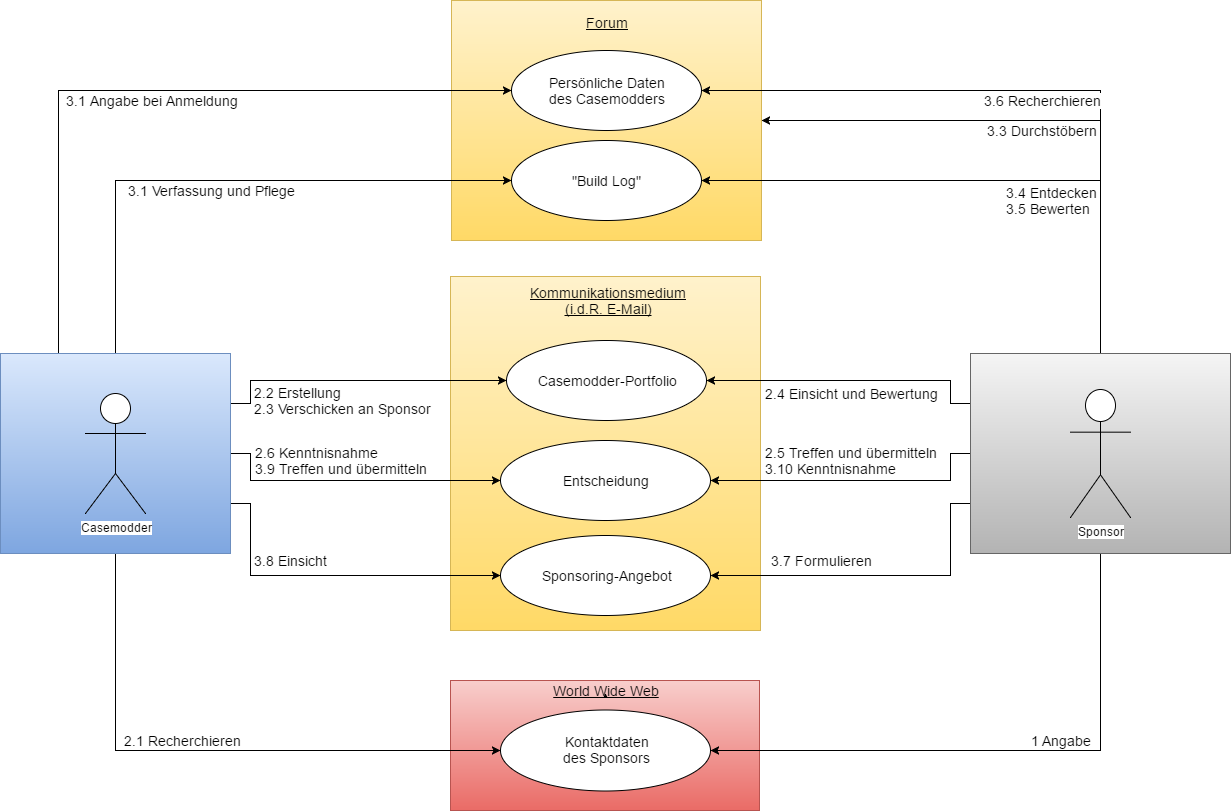 Forum
Persönliche Daten
des Casemodders
3.1 Angabe bei Anmeldung
3.6 Recherchieren
3.3 Durchstöbern
"Build Log"
3.1 Verfassung und Pflege
3.4 Entdecken
3.5 Bewerten
Kommunikationsmedium
(i.d.R. E-Mail)
Casemodder-Portfolio
2.2 Erstellung
2.3 Verschicken an Sponsor
2.4 Einsicht und Bewertung
2.6 Kenntnisnahme
3.9 Treffen und übermitteln
Entscheidung
2.5 Treffen und übermitteln
3.10 Kenntnisnahme
Casemodder
Sponsor
3.8 Einsicht
Sponsoring-Angebot
3.7 Formulieren
World Wide Web
2.1 Recherchieren
Kontaktdaten
des Sponsors
1 Angabe